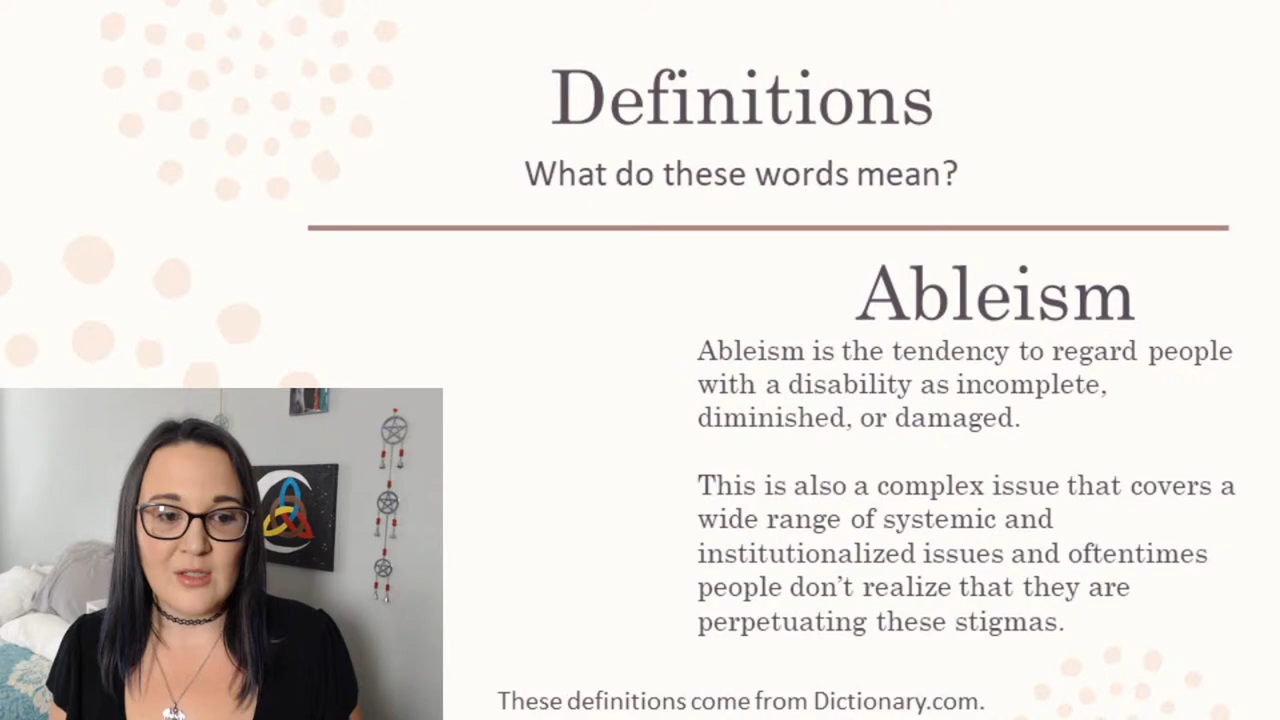 Definitions
What do these words mean?
Ableism
Ableism is the tendency to regard people
with a disability as incomplete,
diminished, or damaged.
This is also a complex issue that covers a
wide range of systemic and
institutionalized issues and oftentimes
people don’t realize that they are
perpetuating these stigmas.
These definitions come from Dictionary.com.